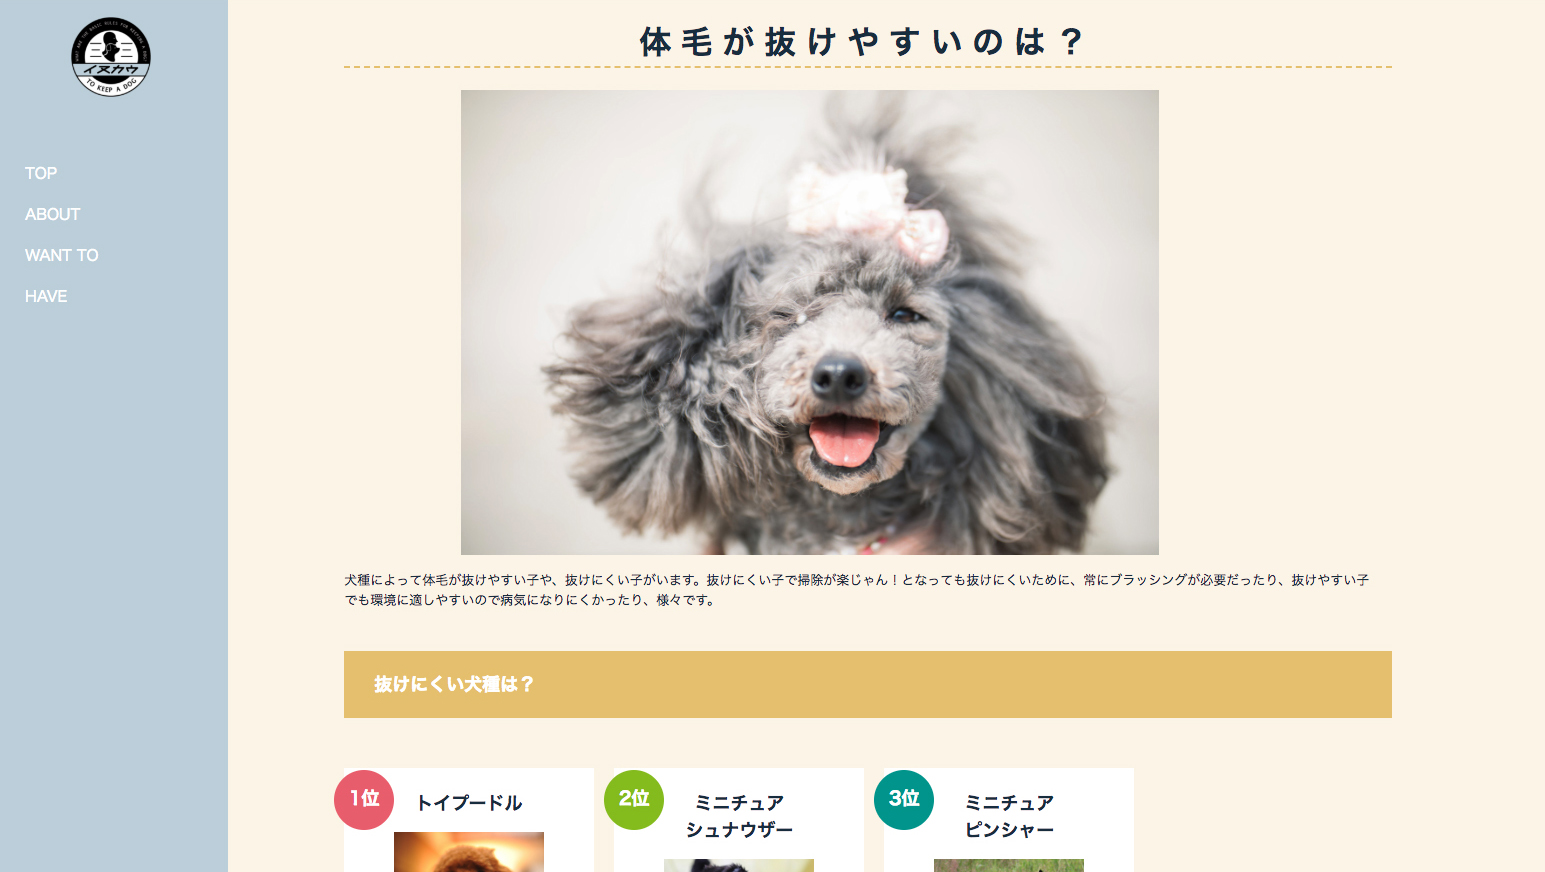 WHAT ARE THE BASIC RULES FOR KEEPING A DOG?
イヌカウ
TO KEEP A DOG
TOP
ABOUT
WANT TO
HAVE
体毛が抜けやすいのは？
犬種によって体毛が抜けやすい子や、抜けにくい子がいます。抜けにくい子で掃除が楽じゃん！となっても抜けにくいために、常にブラッシングが必要だったり、抜けやすい子
でも環境に適しやすいので病気になりにくかったり、様々です。
抜けにくい犬種は？
1位
トイプードル
2位
ミニチュア
シュナウザー
3位
ミニチュア
ピンシャー